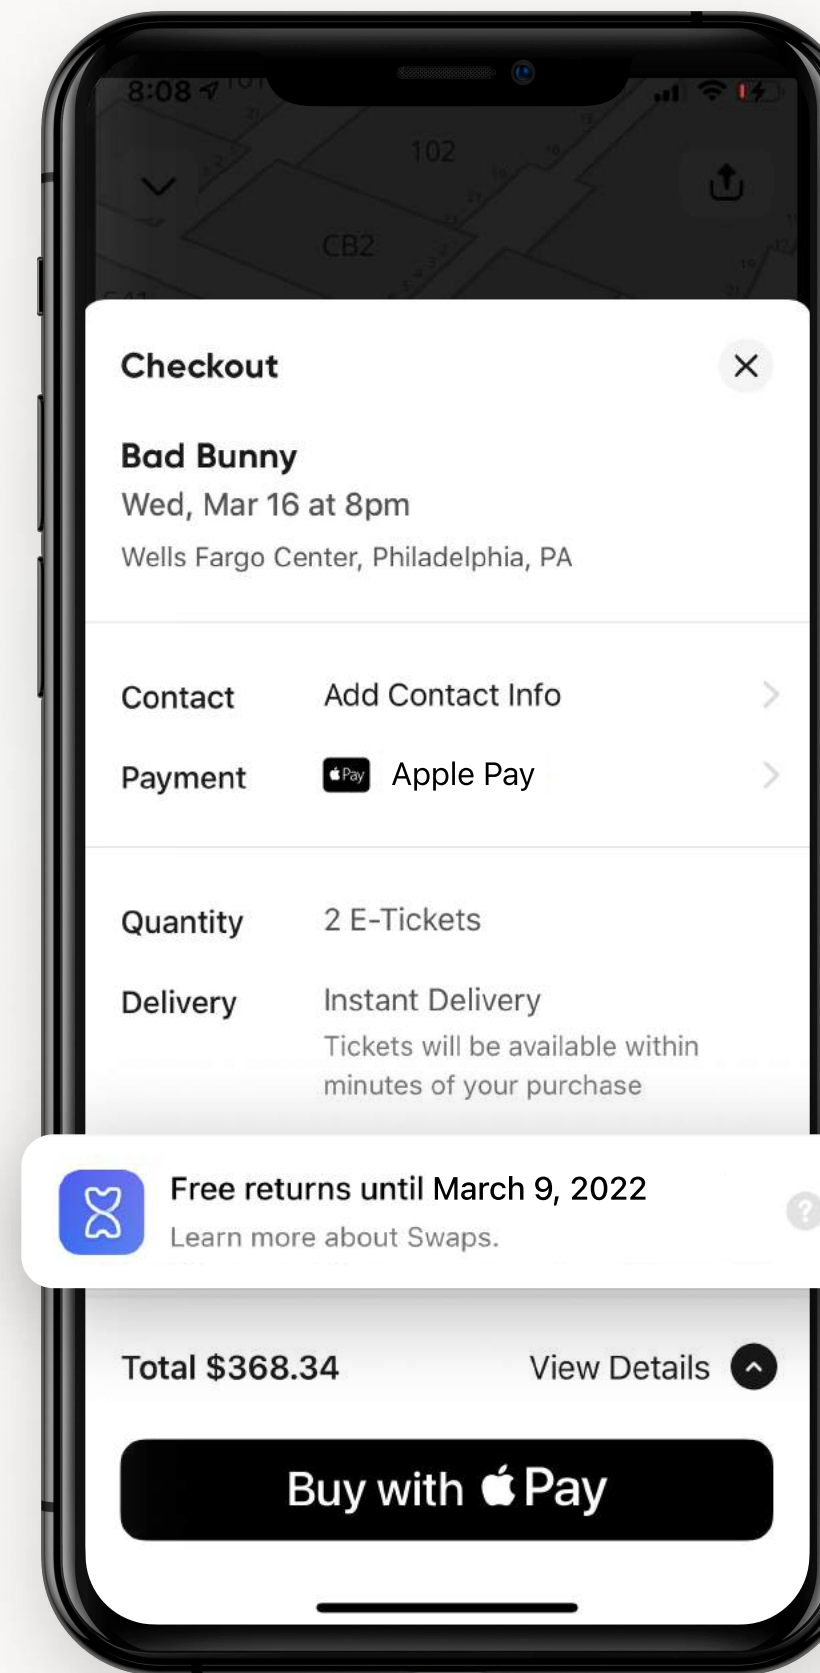 8:08
102
CB2
Checkout
Bad Bunny
Wed, Mar 16 at 8pm
Wells Fargo Center, Philadelphia, PA
Contact Add Contact Info
Payment Pay Apple Pay
Quantity 2 E-Tickets
Delivery Instant Delivery
Tickets will be available within
minutes of your purchase
Free returns until March 9, 2022
?
Learn more about Swaps.
Total $368.34 View Details
Buy with Pay